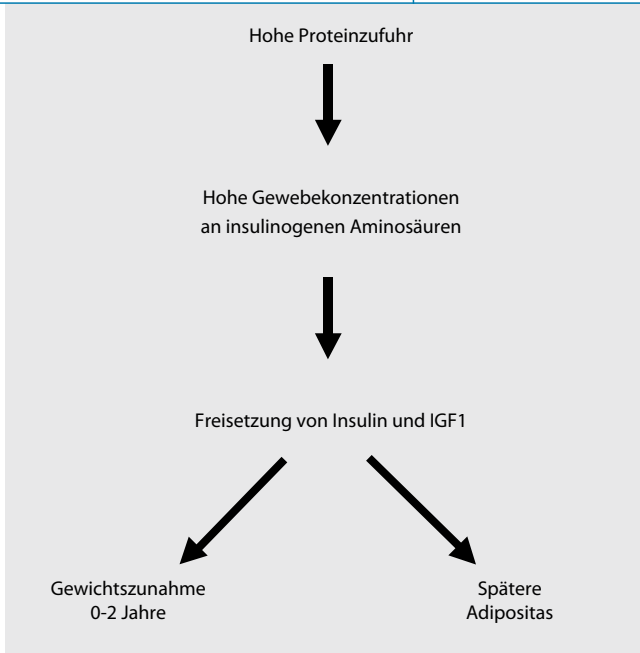 Hohe Proteinzufuhr
Hohe Gewebekonzentrationen
an insulinogenen Aminosäuren
Freisetzung von Insulin und IGF1
Gewichtszunahme
0-2 Jahre
Spätere
Adipositas